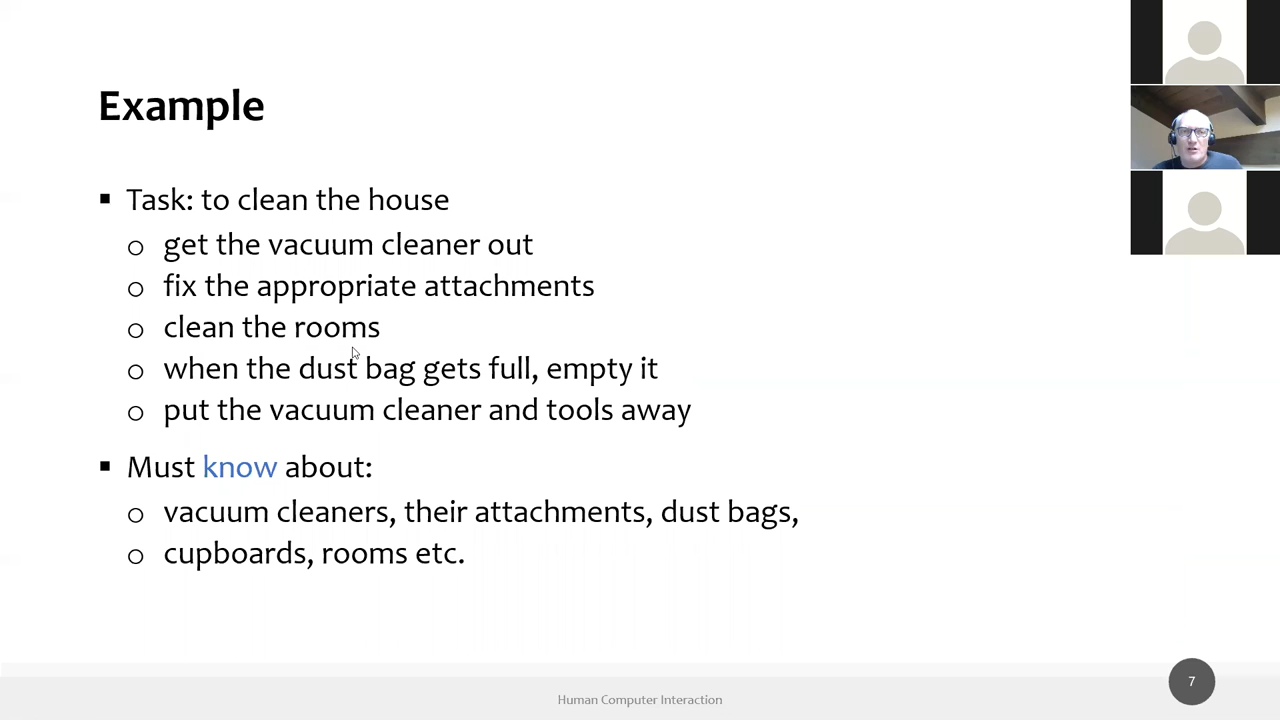 Example
Task: to clean the house
get the vacuum cleaner out
fix the appropriate attachments
clean the rooms
when the dust bag gets full, empty it
put the vacuum cleaner and tools away
Must know about:
vacuum cleaners, their attachments, dust bags,
cupboards, rooms etc.
Human Computer Interaction
7